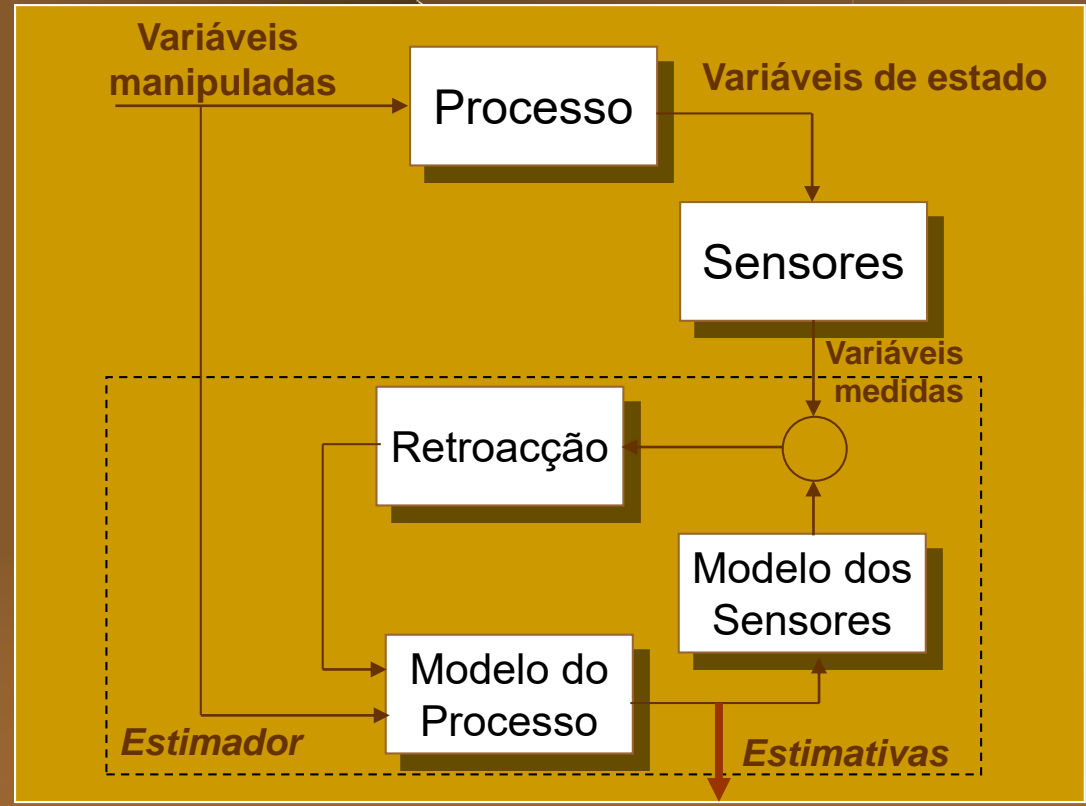 Variáveis
manipuladas
Processo
Variáveis de estado
Sensores
Variáveis
medidas
Retroacção
Modelo dos
Sensores
Modelo do
Processo
Estimador
Estimativas